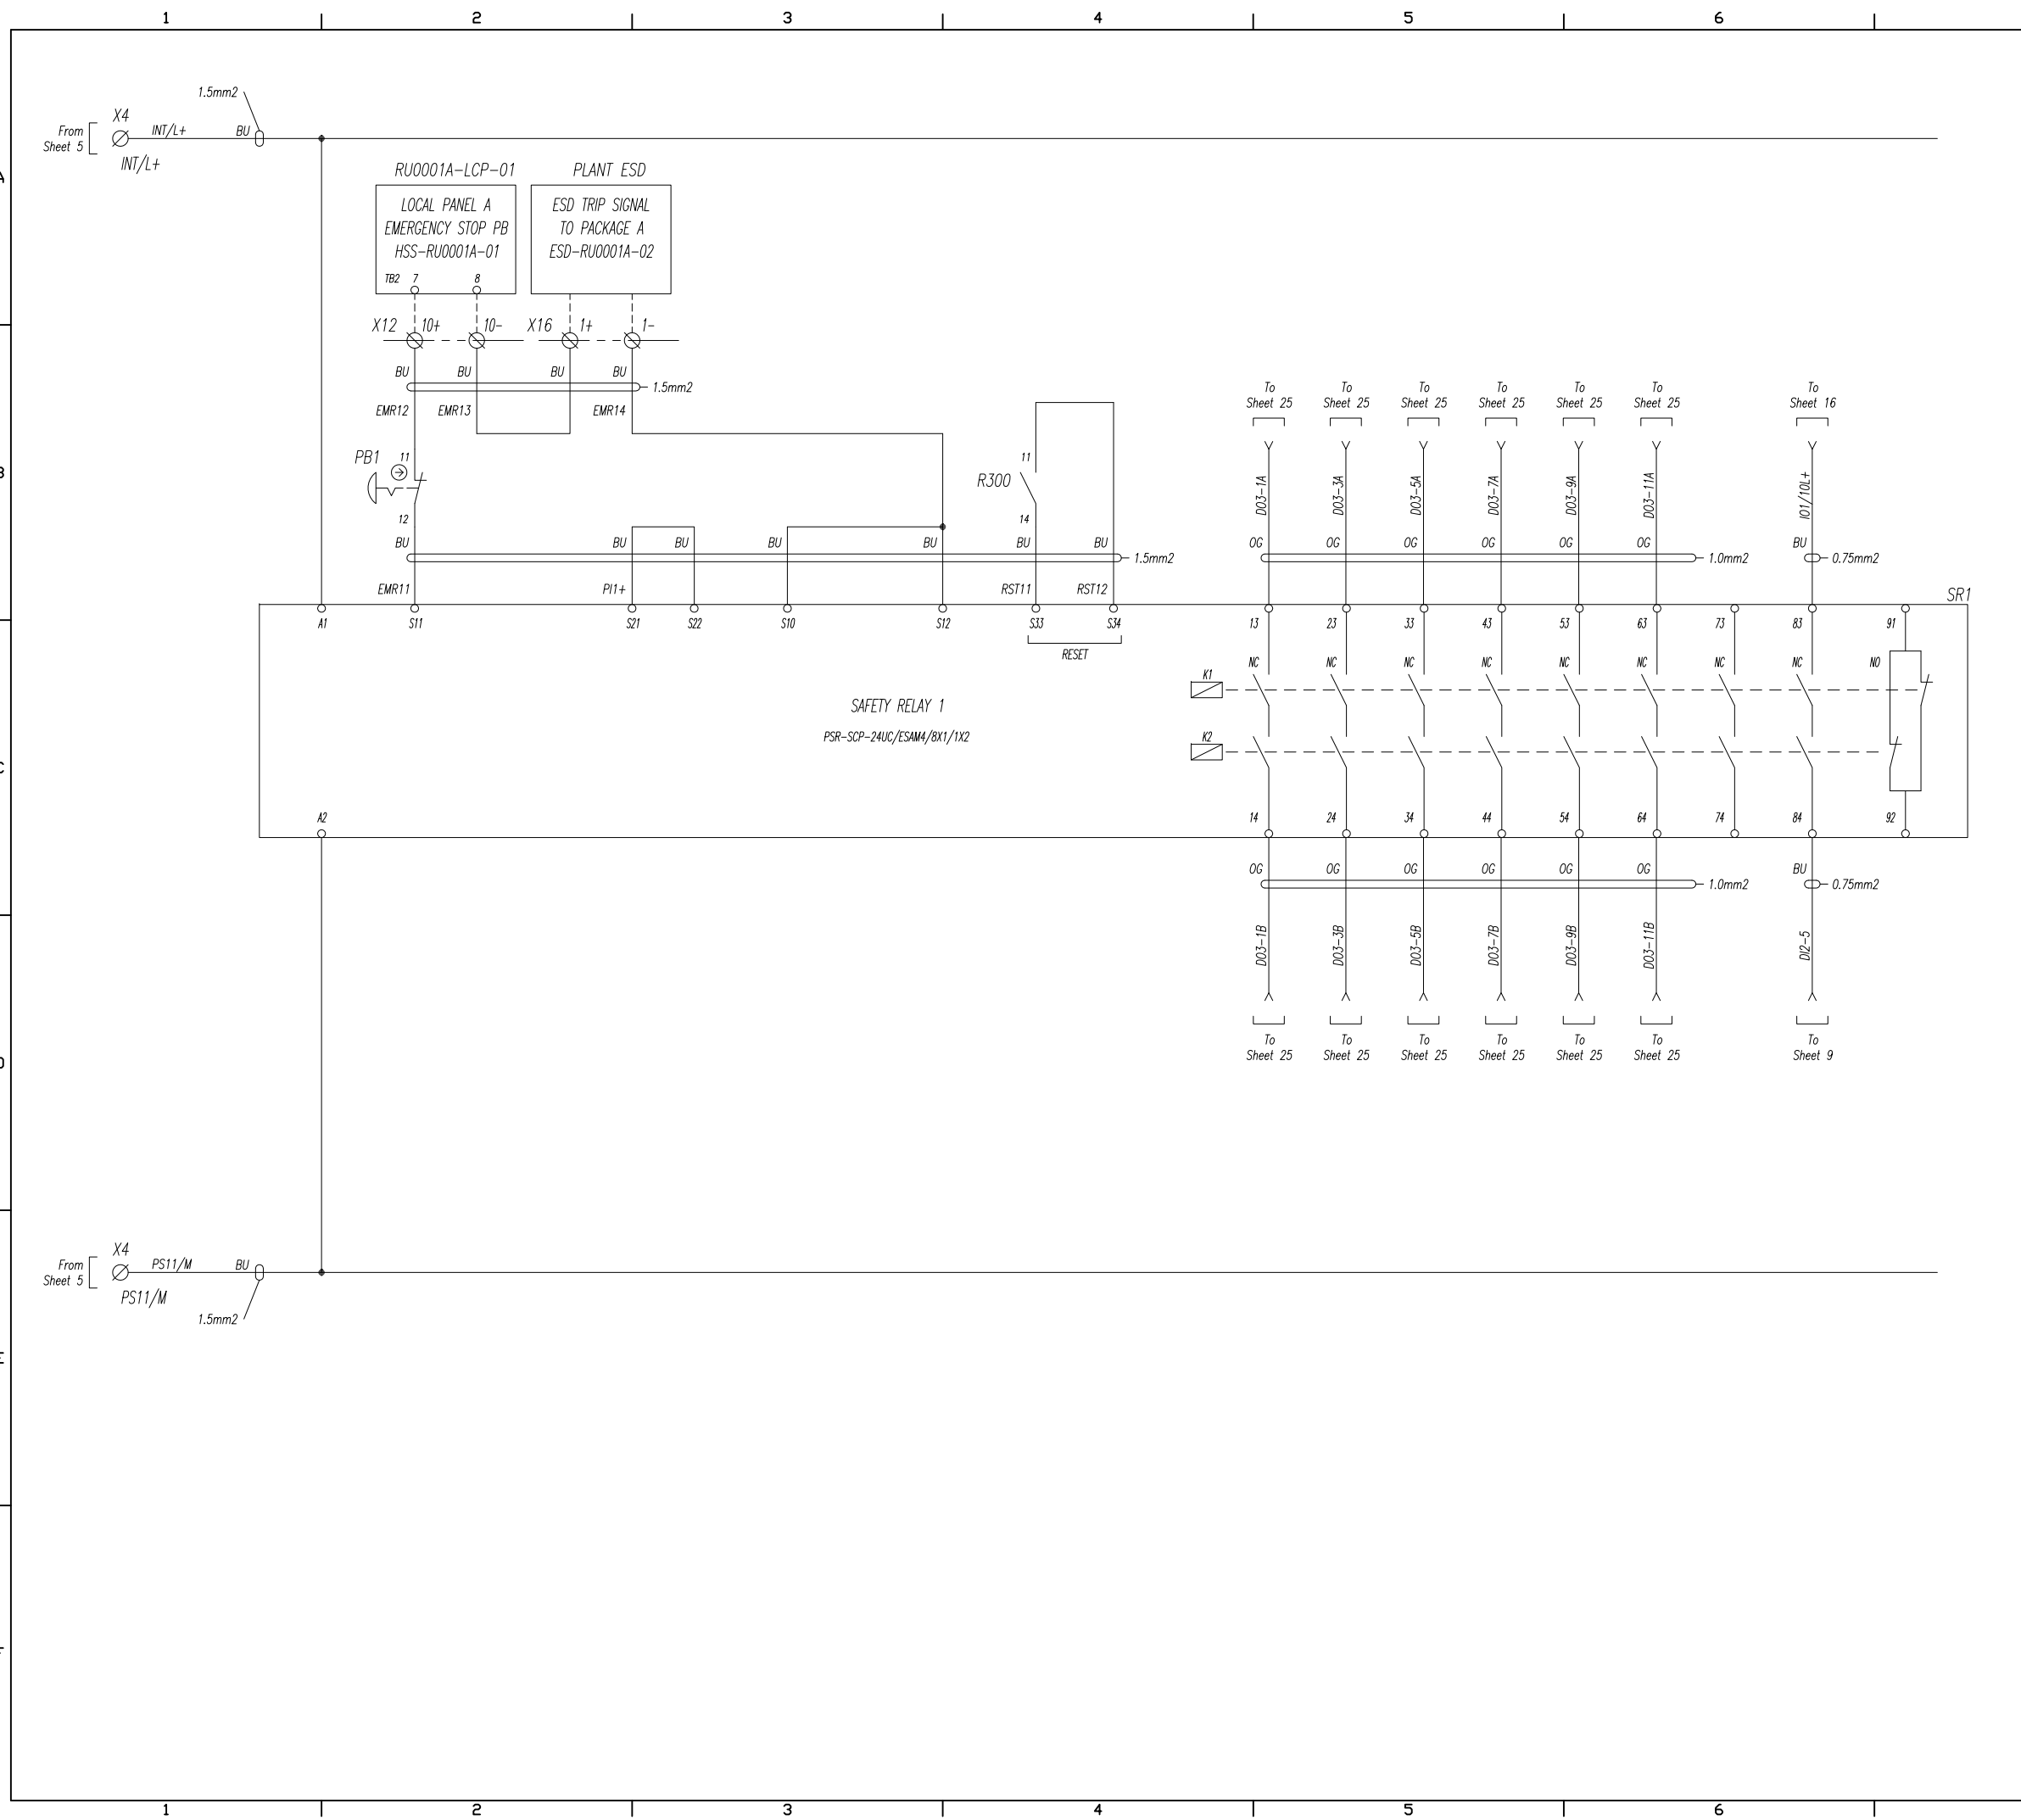 1 2 3 4 5 6
1.5mm2
X4
From
Sheet 5
INT/L+ BU
INT/L+
A
RU0001A-LCP-01 PLANT ESD
LOCAL PANEL A
EMERGENCY STOP PB
HSS-RU0001A-01
TB2 7 8
ESD TRIP SIGNAL
TO PACKAGE A
ESD-RU0001A-02
X12 10+ 10- X16 1+ 1-
BU BU BU BU
1.5mm2
EMR12 EMR13 EMR14
To To To To To To To
Sheet 25 Sheet 25 Sheet 25 Sheet 25 Sheet 25 Sheet 25 Sheet 16
PB1 11
12
R300 11
14
B
DO3-1A DO3-3A DO3-5A DO3-7A DO3-9A DO3-11A IO1/10L+
BU BU BU BU BU BU BU
1.5mm2
OG OG OG OG OG OG BU
1.0mm2 0.75mm2
EMR11 PI1+ RST11 RST12
SR1
A1 S11 S21 S22 S10 S12 S33 S34 13 23 33 43 53 63 73 83 91
RESET
NC NC NC NC NC NC NC NC NO
K1
SAFETY RELAY 1
PSR-SCP-24UC/ESAM4/8X1/1X2
K2
C
A2 14 24 34 44 54 64 74 84 92
OG OG OG OG OG OG BU
1.0mm2 0.75mm2
DO3-1B DO3-3B DO3-5B DO3-7B DO3-9B DO3-11B DI2-5
To To To To To To To
Sheet 25 Sheet 25 Sheet 25 Sheet 25 Sheet 25 Sheet 25 Sheet 9
D
X4
From
Sheet 5
PS11/M BU
PS11/M
1.5mm2
E
1 2 3 4 5 6